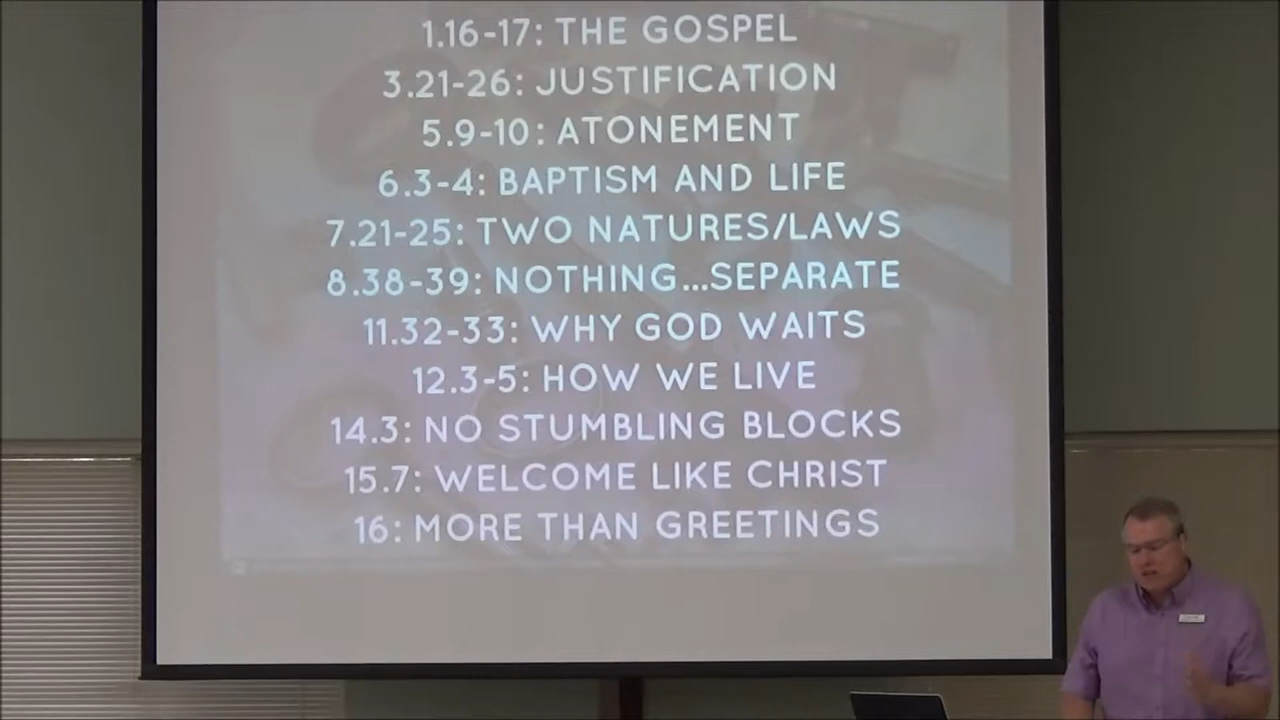 1.16-17: THE GOSPEL
3.21-26: JUSTIFICATION
5.9-10: ATONEMENT
6.3-4: BAPTISM AND LIFE
7.21-25: TWO NATURES/LAWS
8.38-39: NOTHING...SEPARATE
11.32-33: WHY GOD WAITS
12.3-5: HOW WE LIVE
14.3: NO STUMBLING BLOCKS
15.7: WELCOME LIKE CHRIST
16: MORE THAN GREETINGS